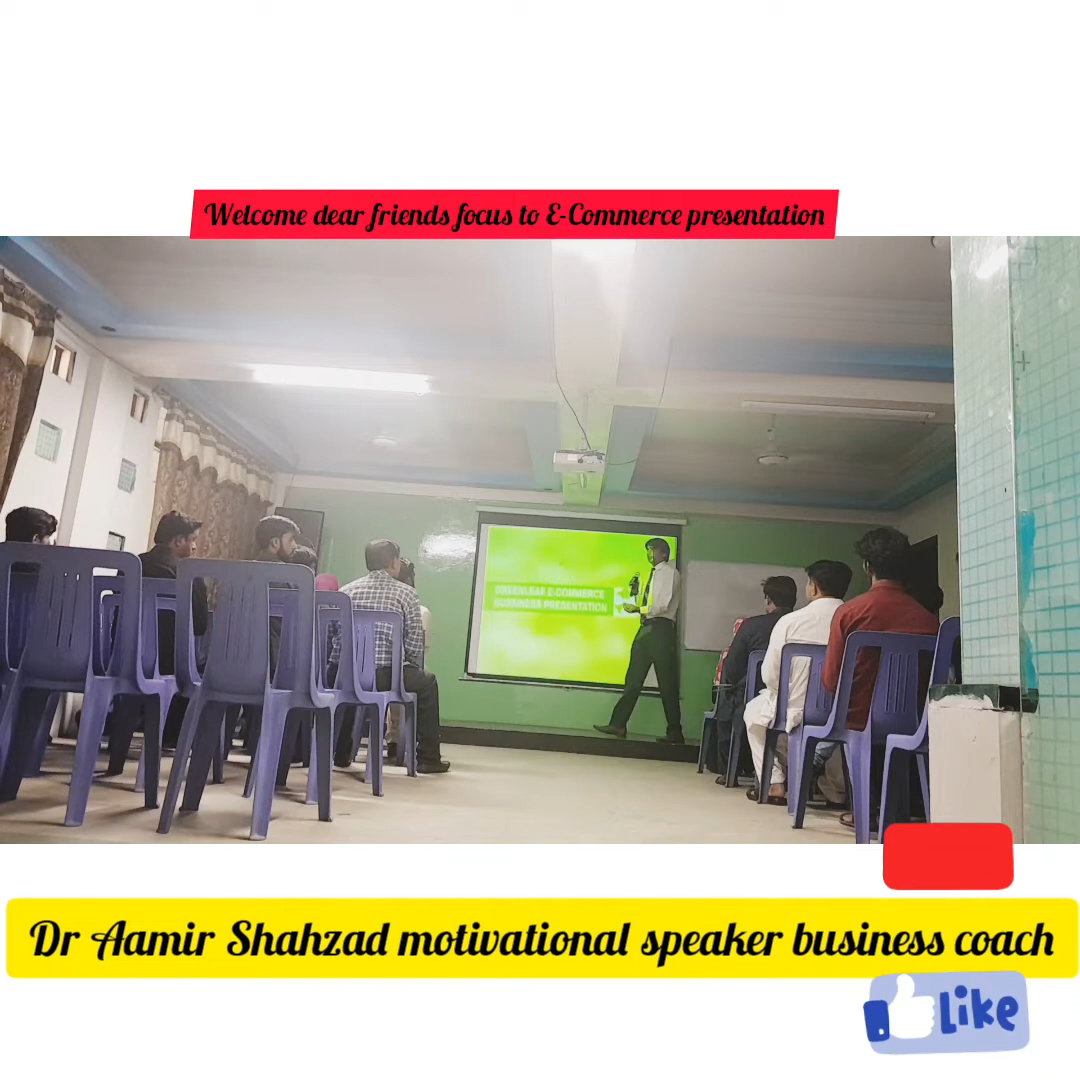 Welcome dear friends focus to E-Commerce presentation
GREENLEAF E-COMMERCE
BUSINESS PRESENTATION
Dr Aamir Shahzad motivational speaker business coach
Like